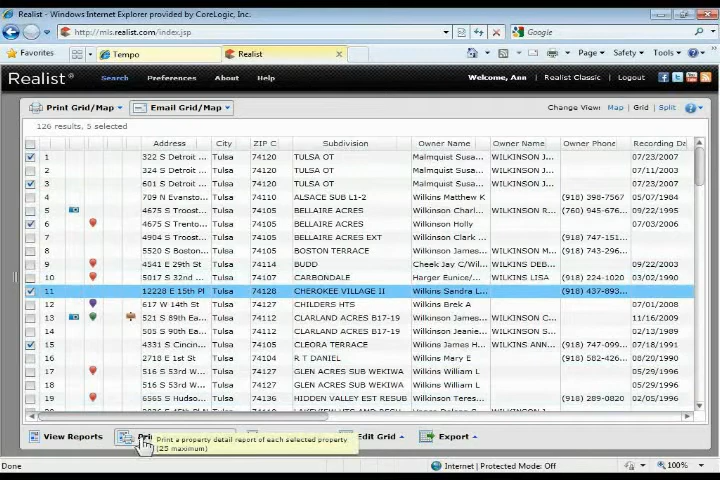 Realist - Windows Internet Explorer provided by CoreLogic, Inc.
http://mls.realist.com/index.jsp
Google
Favorites
Tempo
Realist
Page
Safety
Tools
Realist®
Search
Preferences
About
Help
Welcome, Ann
Realist Classic
Logout
Print Grid/Map
Email Grid/Map
Change View: Map | Grid | Split
126 results, 5 selected
Address City ZIP C Subdivision Owner Name Owner Name Owner Phone Recording Da
1 322 S Detroit ... Tulsa 74120 TULSA OT Malmquist Susa... WILKINSON J... 07/23/2007
2 324 S Detroit ... Tulsa 74120 TULSA OT Malmquist Susa... WILKINSON J... 07/11/2003
3 601 S Detroit ... Tulsa 74120 TULSA OT Malmquist Susa... WILKINSON J... 07/23/2007
4 709 N Evansto... Tulsa 74110 ALSACE SUB L1-2 Wilkins Matthew K (918) 398-7567 05/07/1984
5 4675 S Troost... Tulsa 74105 BELLAIRE ACRES Wilkinson Charl... WILKINSON R... (760) 945-676... 09/22/1995
6 4675 S Trento... Tulsa 74105 BELLAIRE ACRES Wilkinson Holly 07/03/2006
7 4904 S Troost... Tulsa 74105 BELLAIRE ACRES EXT Wilkinson Clark ... (918) 747-151...
8 5528 S Boston... Tulsa 74105 BOSTON TERRACE Wilkinson James... (918) 743-296...
9 4541 E 29th St Tulsa 74114 BUDD Cheek Jay C/Wil... WILKINSON DEB... 09/22/2003
10 5017 S 32nd ... Tulsa 74107 CARBONDALE Harger Eunice/... WILKINS LISA (918) 224-1020 03/02/1990
11 12228 E 15th Pl Tulsa 74128 CHEROKEE VILLAGE II Wilkins Sandra L... (918) 437-893...
12 617 W 14th St Tulsa 74127 CHILDERS HTS Wilkins Brek A 07/01/2008
13 521 S 89th Ea... Tulsa 74112 CLARLAND ACRES B17-19 Wilkinson James... WILKINSON J... 11/16/2009
14 505 S 90th Ea... Tulsa 74112 CLARLAND ACRES B17-19 Wilkinson Jeanie... WILKINSON J... 02/13/1989
15 4331 S Cincin... Tulsa 74105 CLEORA TERRACE Wilkins James H... WILKINS ANN... (918) 747-099... 07/18/1991
16 2718 E 1st St Tulsa 74104 R T DANIEL Wilkins Mary E (918) 582-426...
17 516 S 53rd W... Tulsa 74127 GLEN ACRES SUB WEKIWA Wilkins William L 05/29/1996
18 516 S 53rd W... Tulsa 74127 GLEN ACRES SUB WEKIWA Wilkins William L 05/29/1996
19 6565 S Hudso... Tulsa 74136 HIDDEN VALLEY EST RESUB Wilkins Teres... (918) 289-0820 03/16/1995
View Reports
Pri
Print a property detail report of each selected property
(25 maximum)
Edit Grid
Export
Done
Internet | Protected Mode: Off
100%